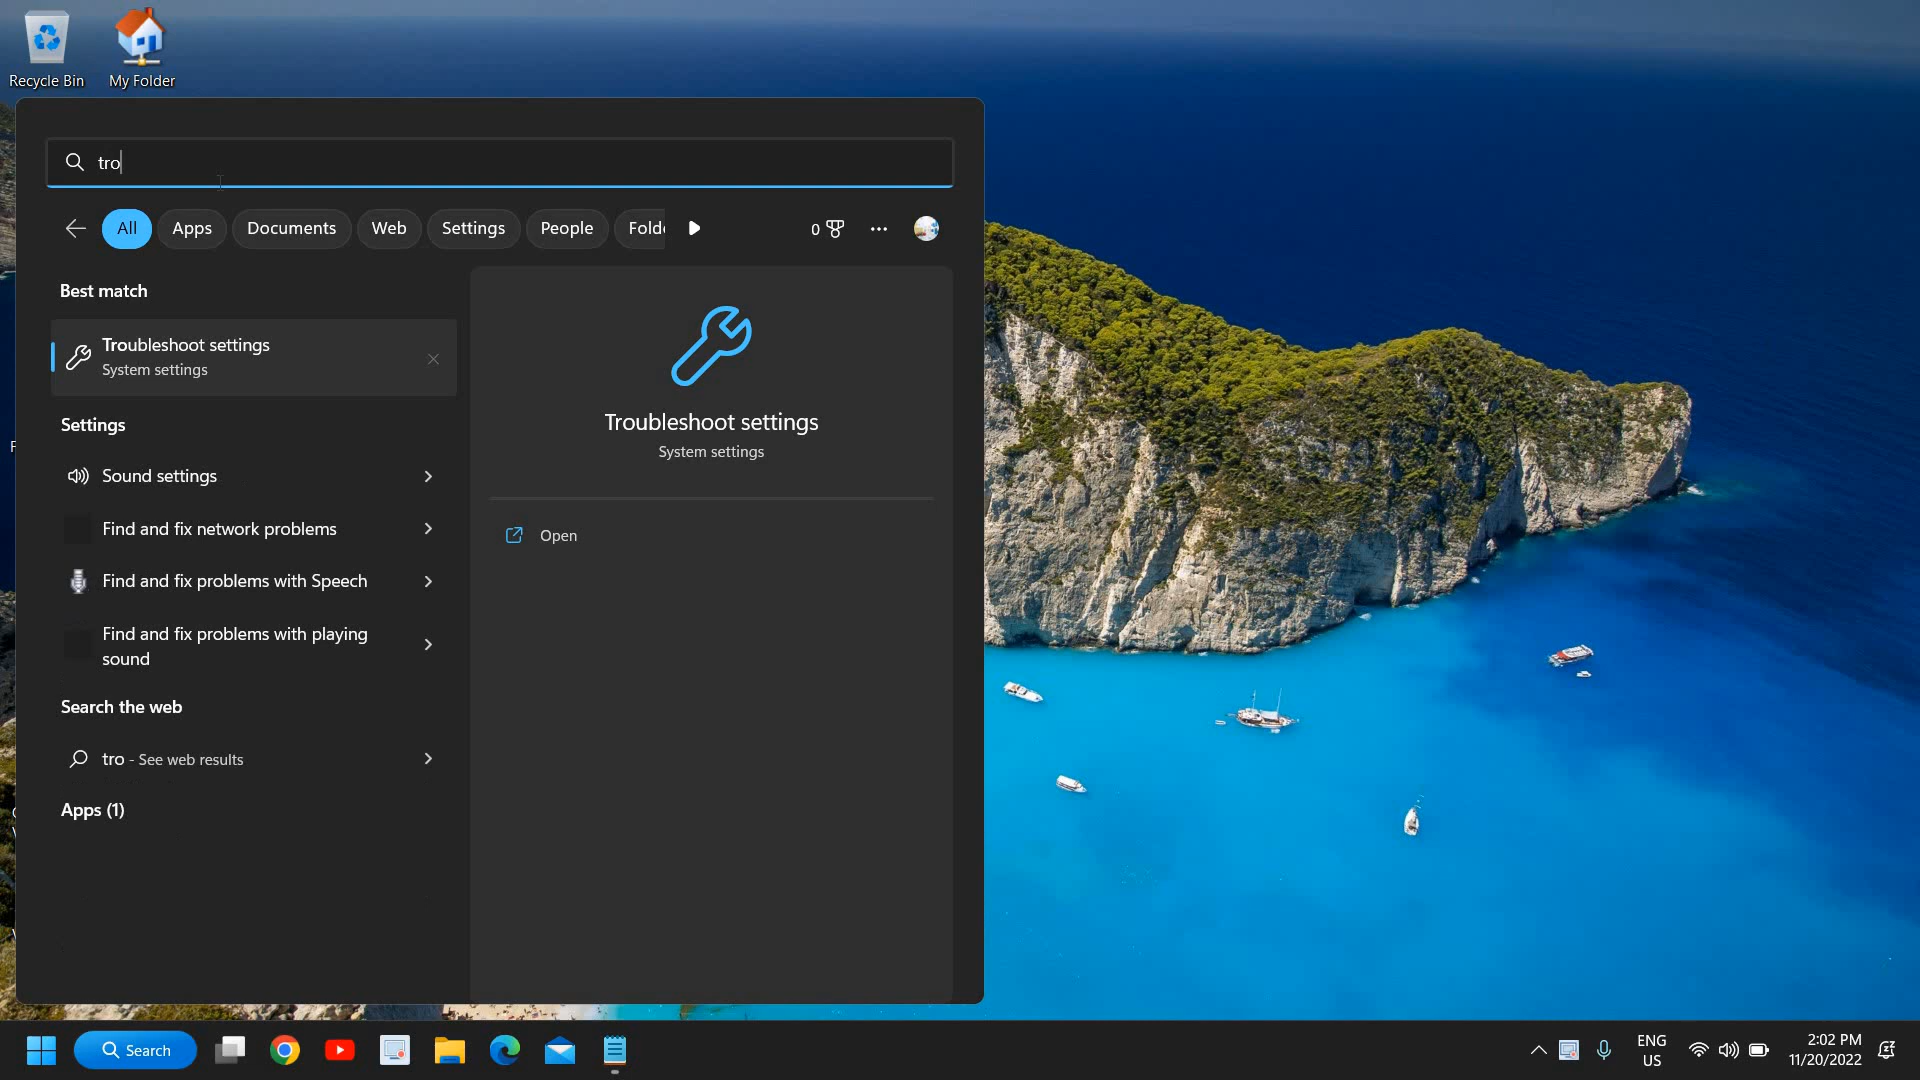 Recycle Bin
My Folder
tro
All
Apps
Documents
Web
Settings
People
Folde
0
Best match
Troubleshoot settings
System settings
Settings
Sound settings
Find and fix network problems
Find and fix problems with Speech
Find and fix problems with playing
sound
Search the web
tro - See web results
Apps (1)
Troubleshoot settings
System settings
Open
Search
ENG
US
2:02 PM
11/20/2022